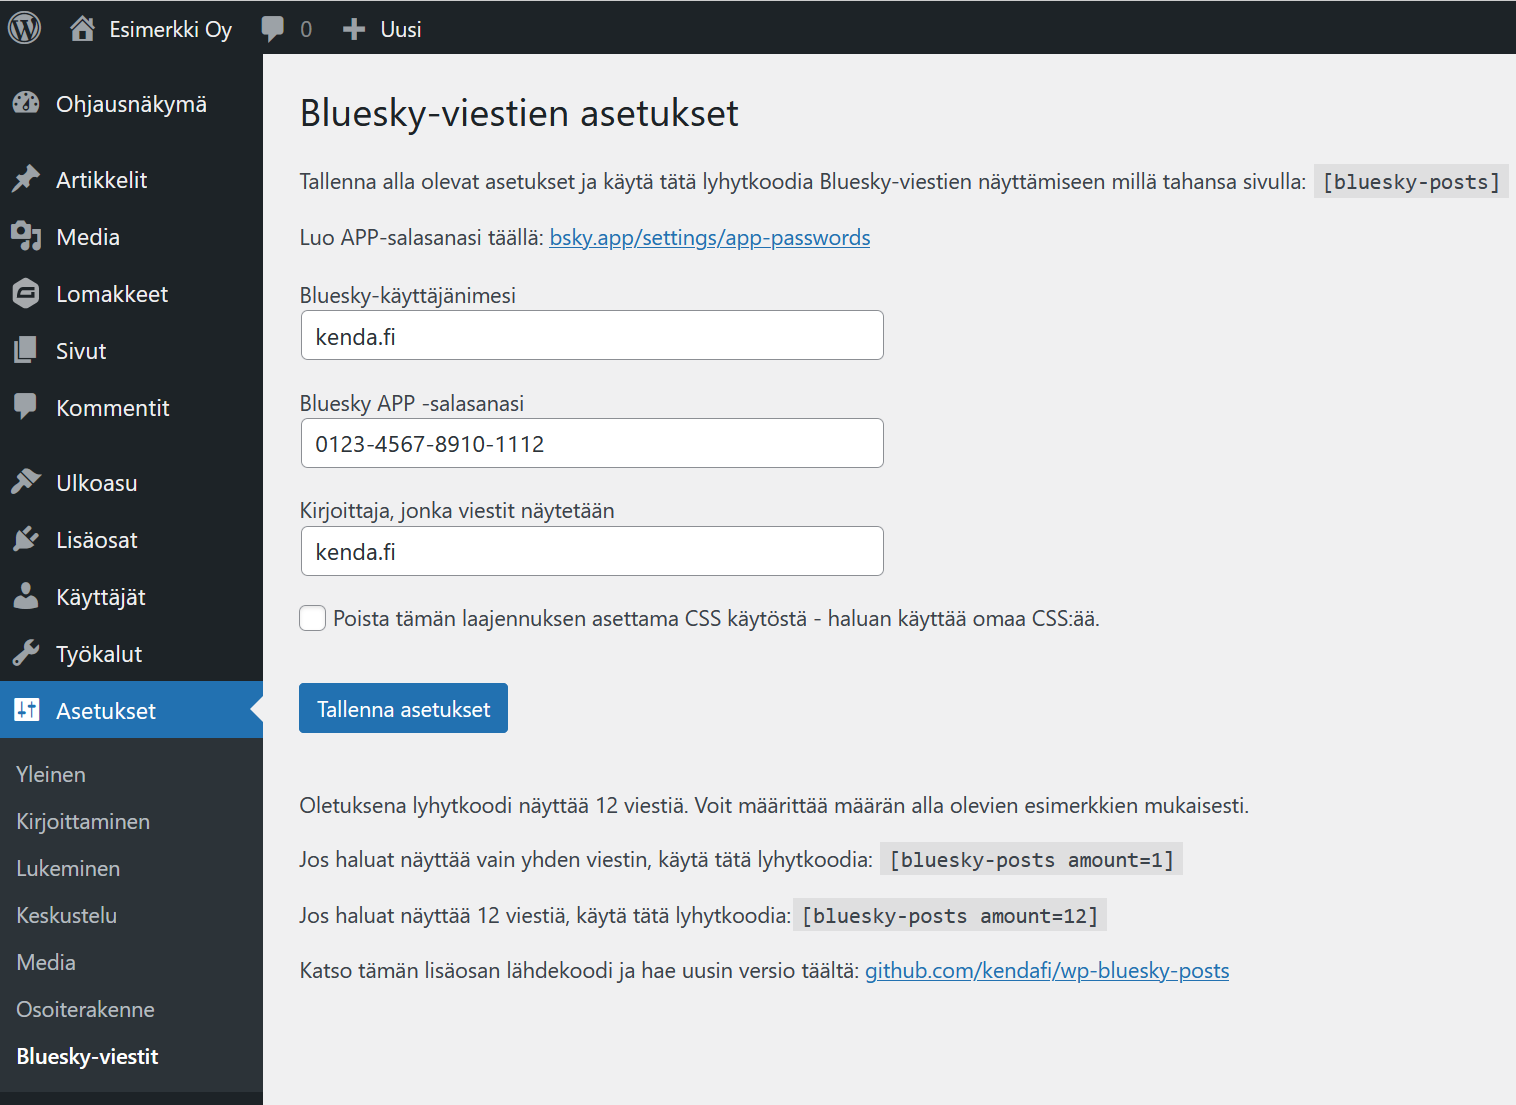 Esimerkki Oy 0 Uusi
Ohjausnäkymä
Artikkelit
Media
Lomakkeet
Sivut
Kommentit
Ulkoasu
Lisäosat
Käyttäjät
Työkalut
Asetukset
Yleinen
Kirjoittaminen
Lukeminen
Keskustelu
Media
Osoiterakenne
Bluesky-viestit
Bluesky-viestien asetukset
Tallenna alla olevat asetukset ja käytä tätä lyhytkoodia Bluesky-viestien näyttämiseen millä tahansa sivulla: [bluesky-posts]
Luo APP-salasanasi täällä: bsky.app/settings/app-passwords
Bluesky-käyttäjänimesi
kenda.fi
Bluesky APP -salasanasi
0123-4567-8910-1112
Kirjoittaja, jonka viestit näytetään
kenda.fi
Poista tämän laajennuksen asettama CSS käytöstä - haluan käyttää omaa CSS:ää.
Tallenna asetukset
Oletuksena lyhytkoodi näyttää 12 viestiä. Voit määrittää määrän alla olevien esimerkkien mukaisesti.
Jos haluat näyttää vain yhden viestin, käytä tätä lyhytkoodia: [bluesky-posts amount=1]
Jos haluat näyttää 12 viestiä, käytä tätä lyhytkoodia: [bluesky-posts amount=12]
Katso tämän lisäosan lähdekoodi ja hae uusin versio täältä: github.com/kendafi/wp-bluesky-posts